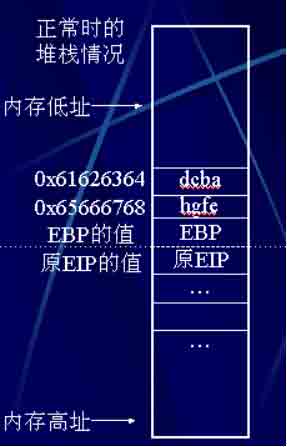 正常时的
堆栈情况
内存低址
0x61626364 dcba
0x65666768 hgfe
EBP的值 EBP
原EIP的值 原EIP
…
…
内存高址